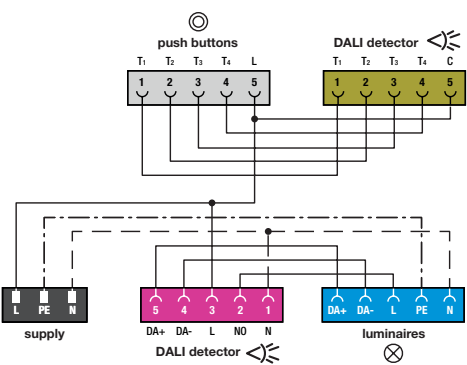 push buttons
DALI detector
T1 T2 T3 T4 L
T1 T2 T3 T4 C
1 2 3 4 5
1 2 3 4 5
L PE N
5 4 3 2 1
DA+ DA- L PE N
supply
DA+ DA- L NO N
luminaires
DALI detector